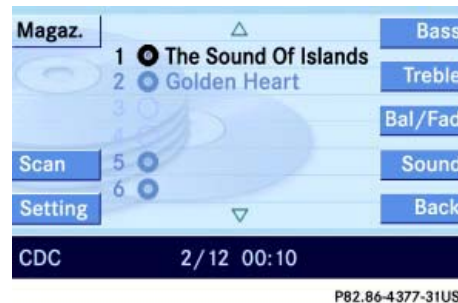 Magaz.
Bass
1 The Sound Of Islands
2 Golden Heart
Treble
3
4
Bal/Fad
Scan
5
Sound
6
Setting
Back
CDC 2/12 00:10
P82.86-4377-31US